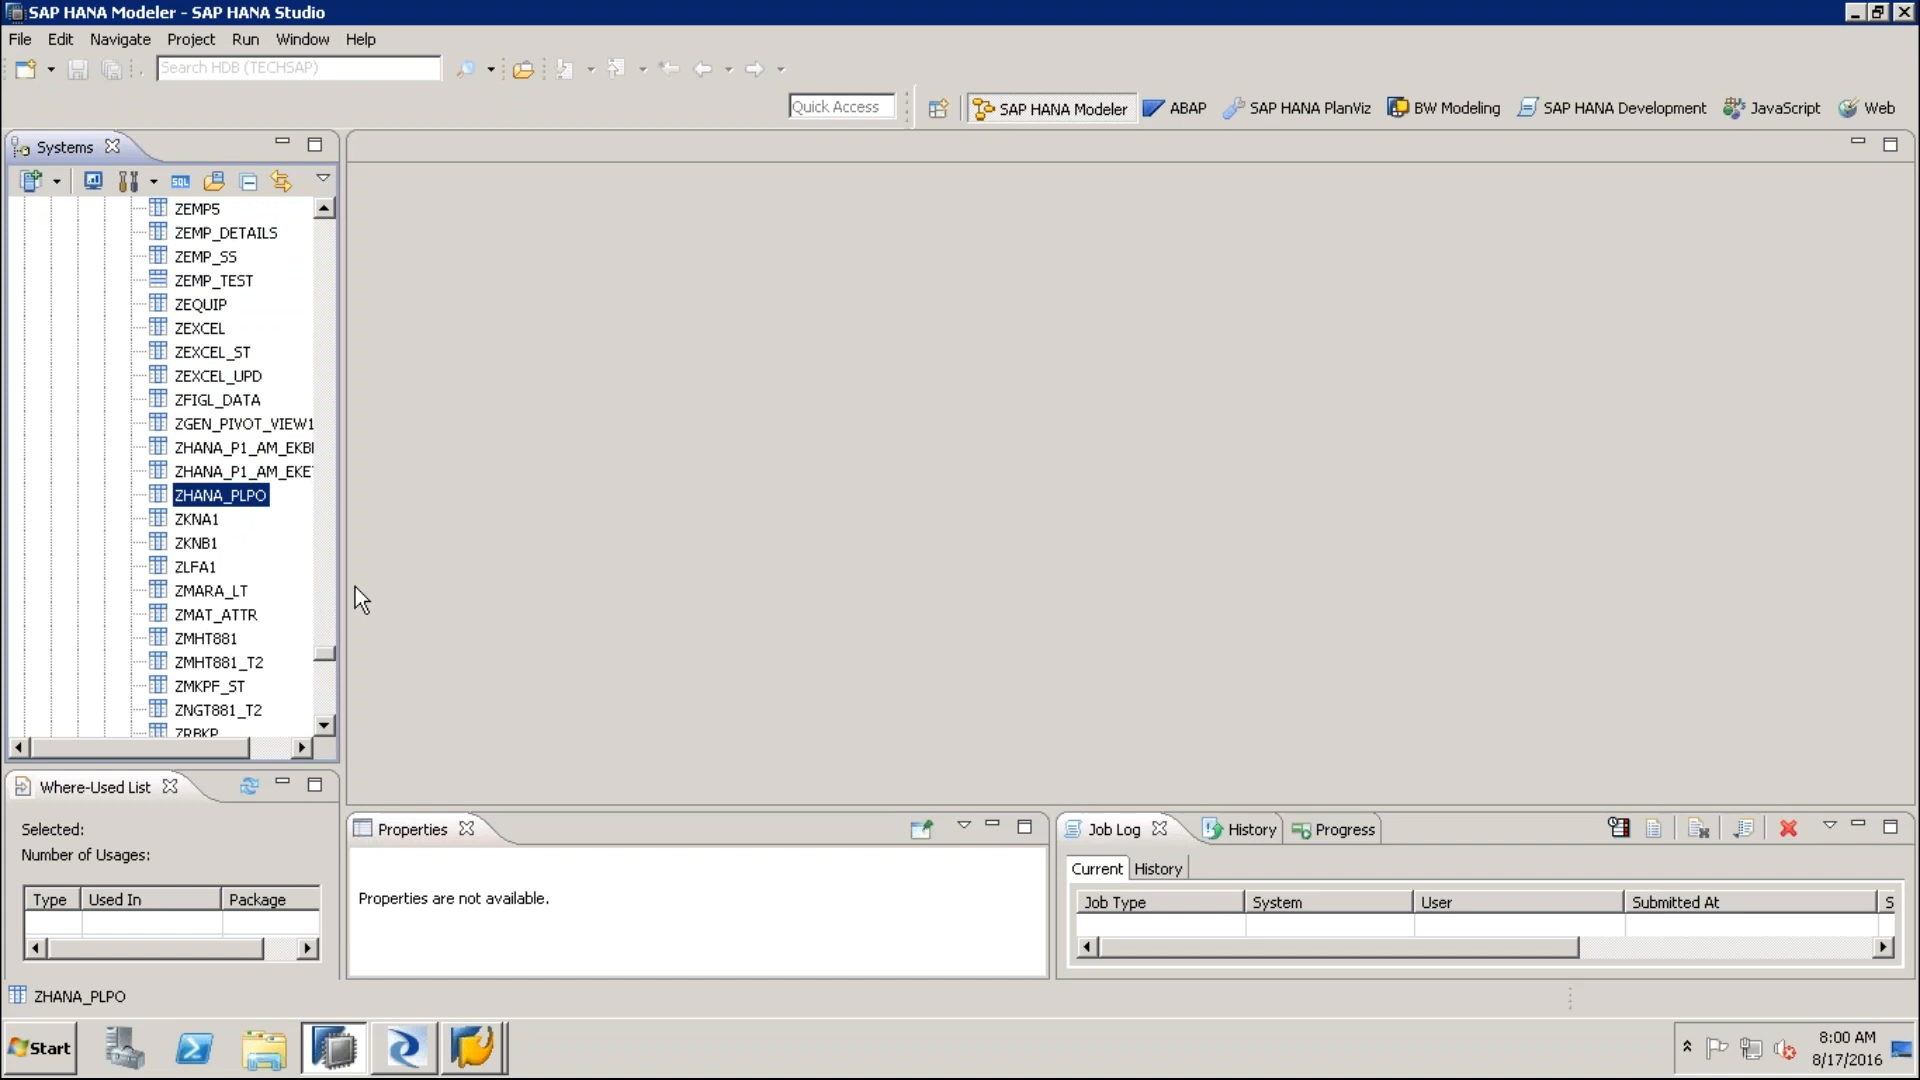 SAP HANA Modeler - SAP HANA Studio
File Edit Navigate Project Run Window Help
Search HDB (TECHSAP)
Quick Access SAP HANA Modeler ABAP SAP HANA PlanViz BW Modeling SAP HANA Development JavaScript Web
Systems
SQL
ZEMP5
ZEMP_DETAILS
ZEMP_SS
ZEMP_TEST
ZEQUIP
ZEXCEL
ZEXCEL_ST
ZEXCEL_UPD
ZFIGL_DATA
ZGEN_PIVOT_VIEW1
ZHANA_P1_AM_EKB
ZHANA_P1_AM_EKE
ZHANA_PLPO
ZKNA1
ZKNB1
ZLFA1
ZMARA_LT
ZMAT_ATTR
ZMHT881
ZMHT881_T2
ZMKPF_ST
ZNGT881_T2
ZRBKP
Where-Used List
Selected:
Number of Usages:
Type Used In Package
Properties
Properties are not available.
Job Log History Progress
Current History
Job Type System User Submitted At S
ZHANA_PLPO
Start
8:00 AM
8/17/2016